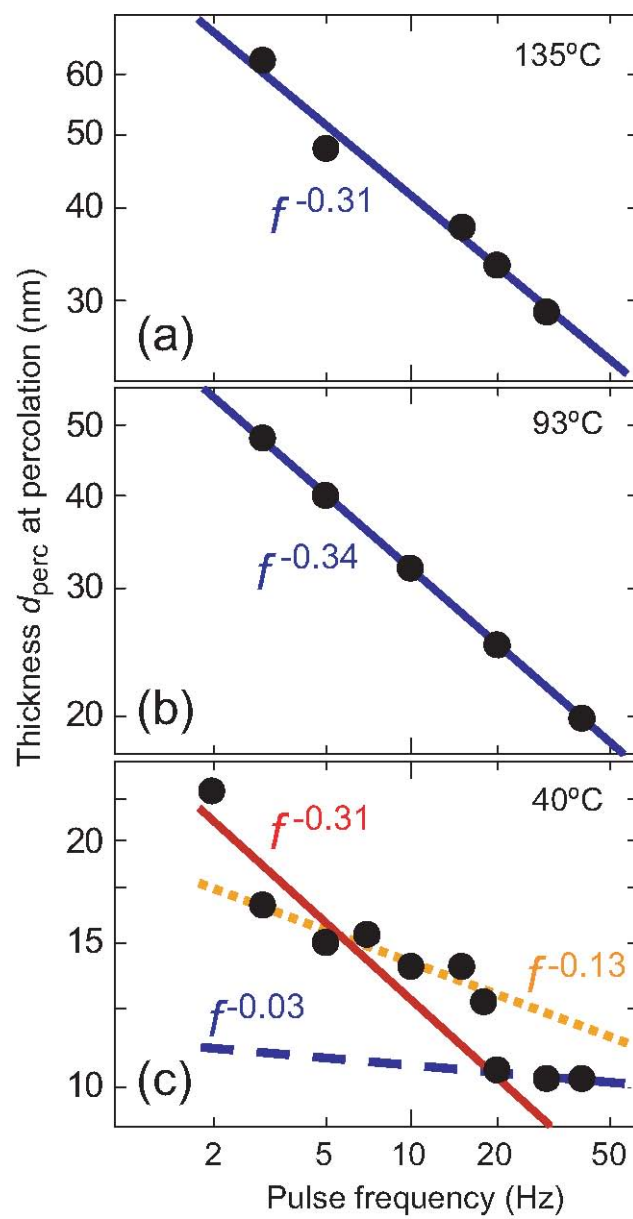 Thickness d_perc at percolation (nm)
135ºC
60
50
40
30
f^-0.31
(a)
93ºC
50
40
30
20
f^-0.34
(b)
40ºC
20
15
10
f^-0.31
f^-0.13
f^-0.03
(c)
2 5 10 20 50
Pulse frequency (Hz)